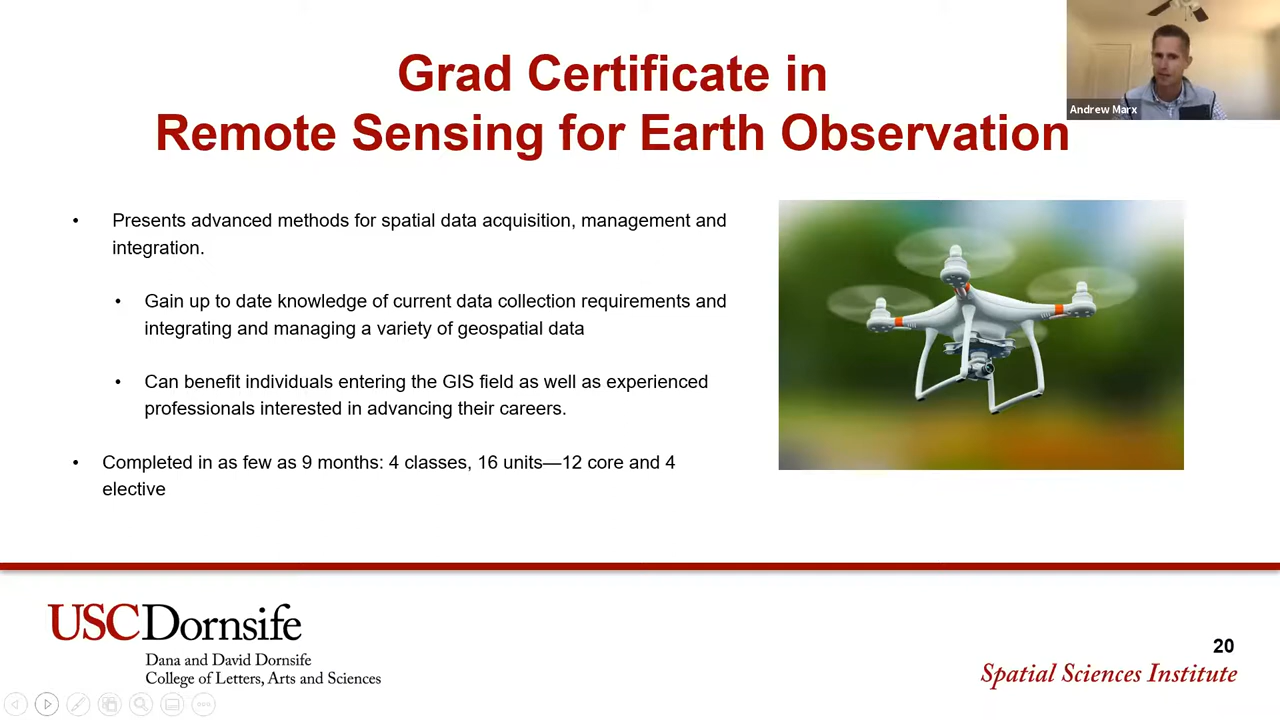 Grad Certificate in
Remote Sensing for Earth Observation
Andrew Marx
• Presents advanced methods for spatial data acquisition, management and
integration.
• Gain up to date knowledge of current data collection requirements and
integrating and managing a variety of geospatial data
• Can benefit individuals entering the GIS field as well as experienced
professionals interested in advancing their careers.
• Completed in as few as 9 months: 4 classes, 16 units—12 core and 4
elective
USCDornsife
Dana and David Dornsife
College of Letters, Arts and Sciences
20
Spatial Sciences Institute